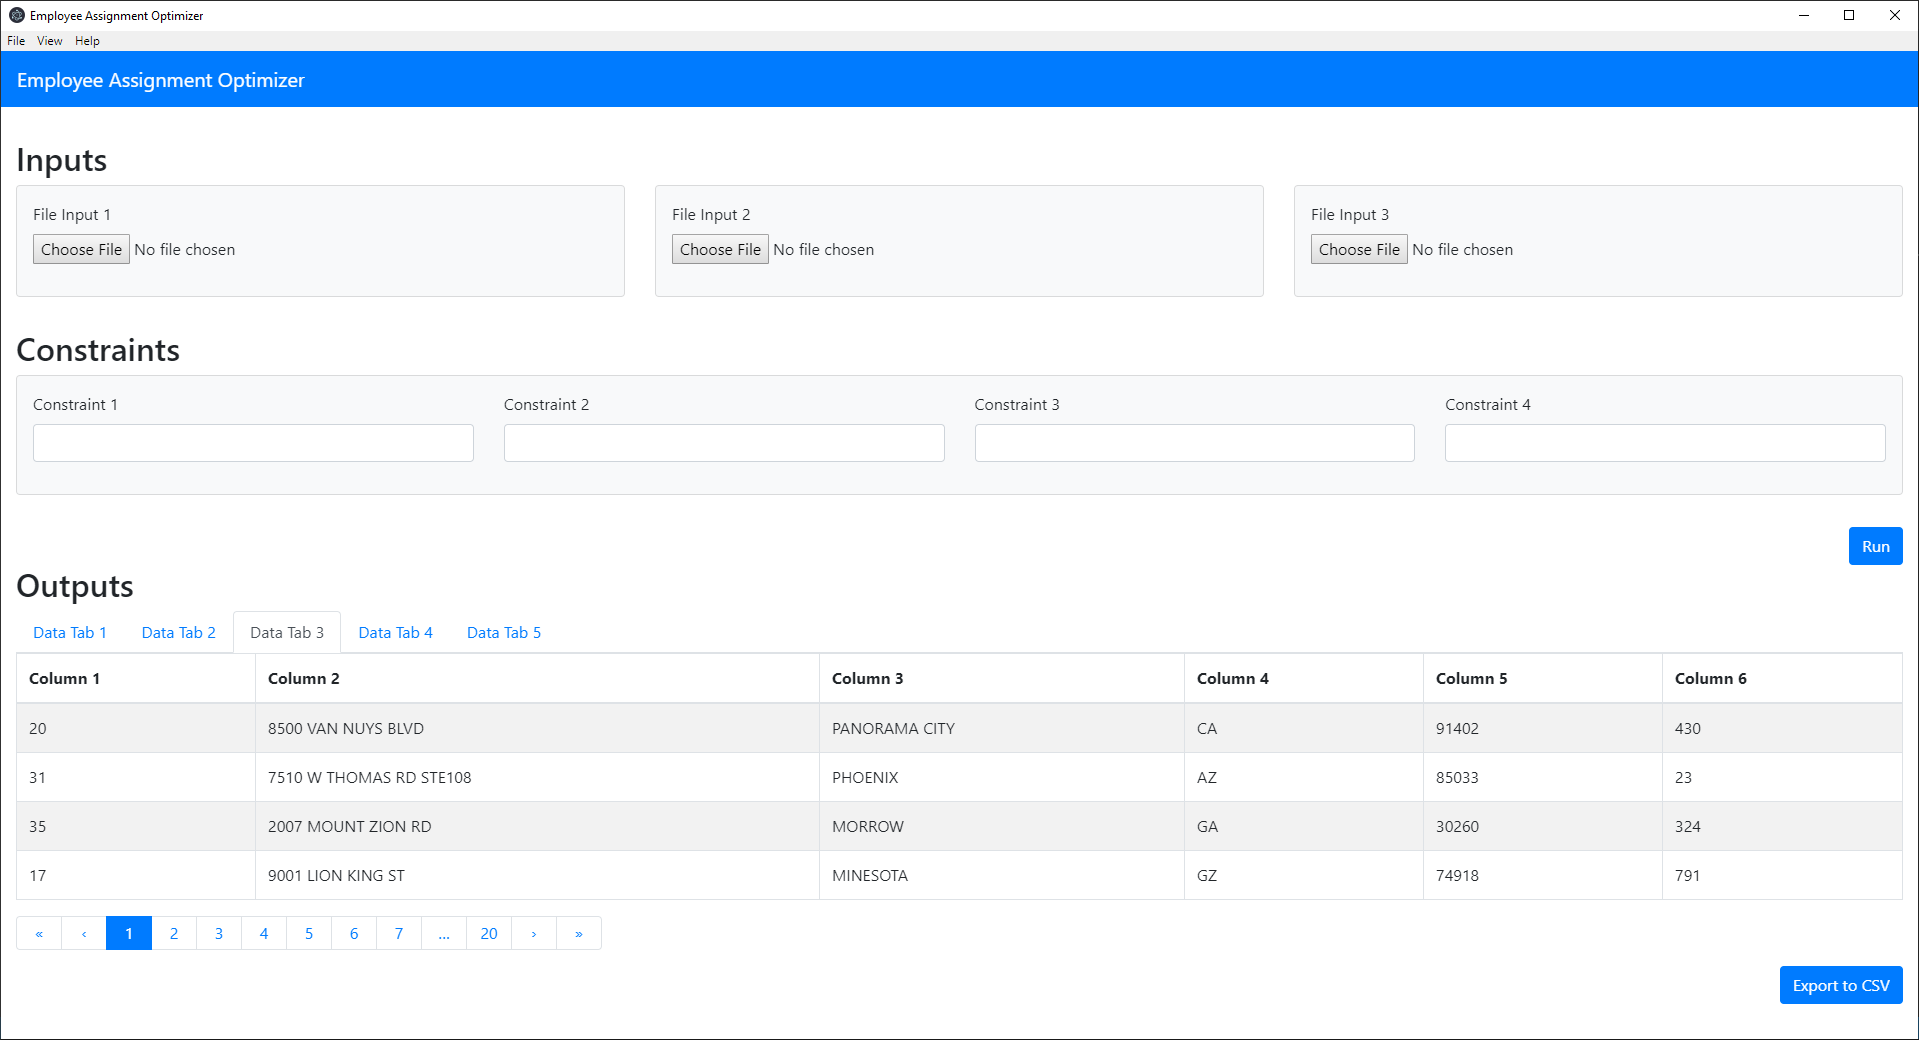 Employee Assignment Optimizer
File View Help
Employee Assignment Optimizer
Inputs
File Input 1 File Input 2 File Input 3
Choose File No file chosen Choose File No file chosen Choose File No file chosen
Constraints
Constraint 1 Constraint 2 Constraint 3 Constraint 4
Run
Outputs
Data Tab 1 Data Tab 2 Data Tab 3 Data Tab 4 Data Tab 5
Column 1 Column 2 Column 3 Column 4 Column 5 Column 6
20 8500 VAN NUYS BLVD PANORAMA CITY CA 91402 430
31 7510 W THOMAS RD STE108 PHOENIX AZ 85033 23
35 2007 MOUNT ZION RD MORROW GA 30260 324
17 9001 LION KING ST MINESOTA GZ 74918 791
« ‹ 1 2 3 4 5 6 7 ... 20 › »
Export to CSV